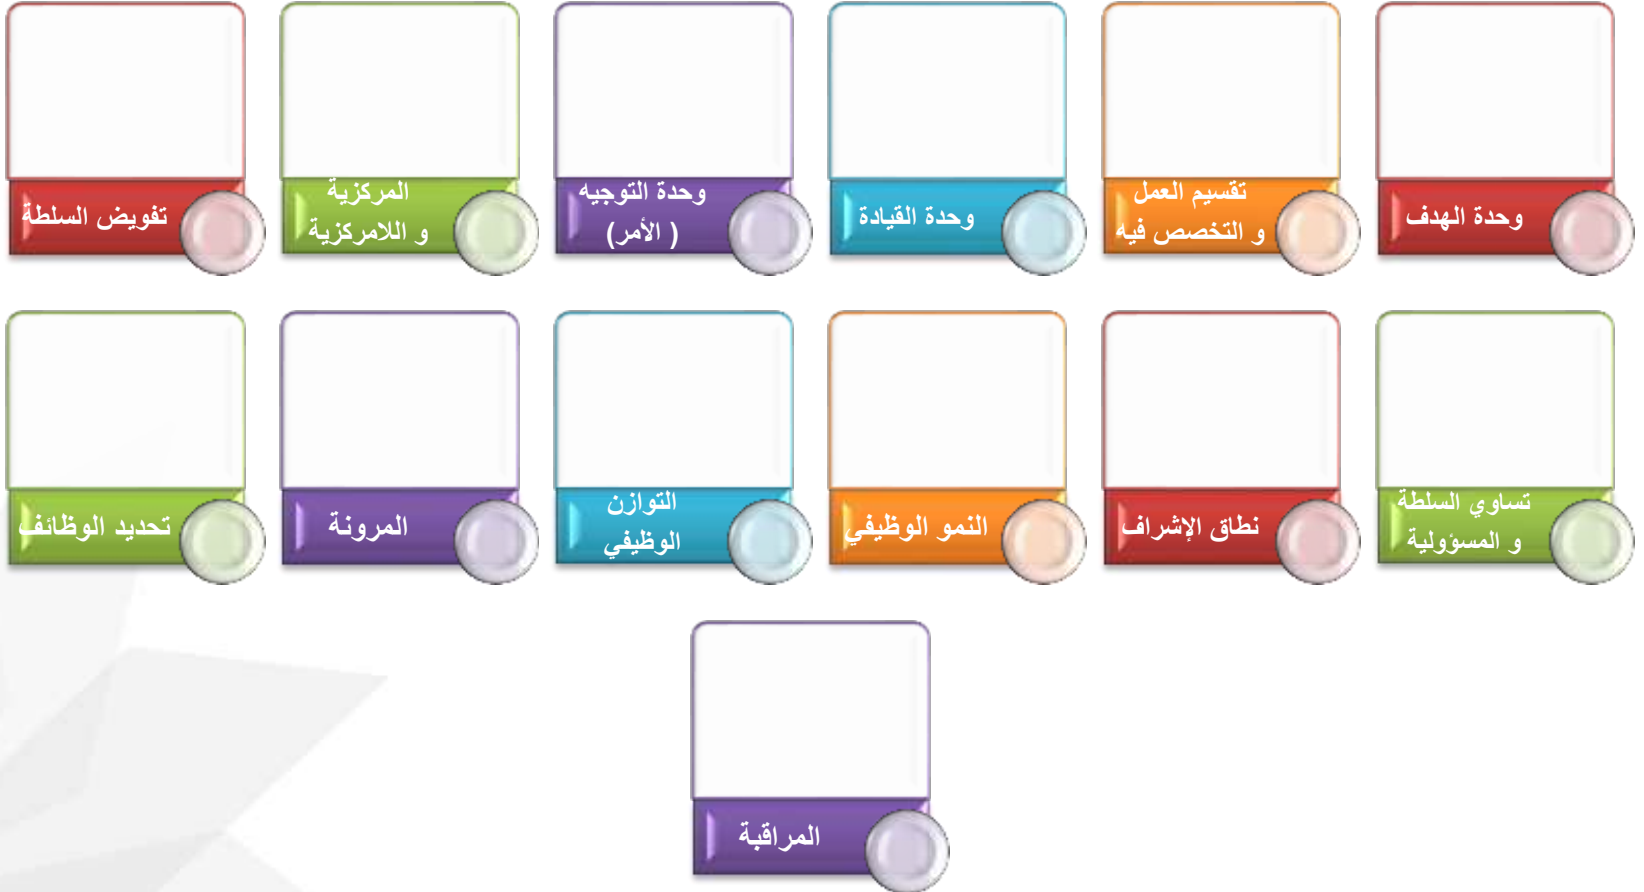 وحدة الهدف
تقسيم العمل
و التخصص فيه
وحدة القيادة
وحدة التوجيه
( الأمر)
المركزية
و اللامركزية
تفويض السلطة
تساوي السلطة
و المسؤولية
نطاق الإشراف
النمو الوظيفي
التوازن
الوظيفي
المرونة
تحديد الوظائف
المراقبة